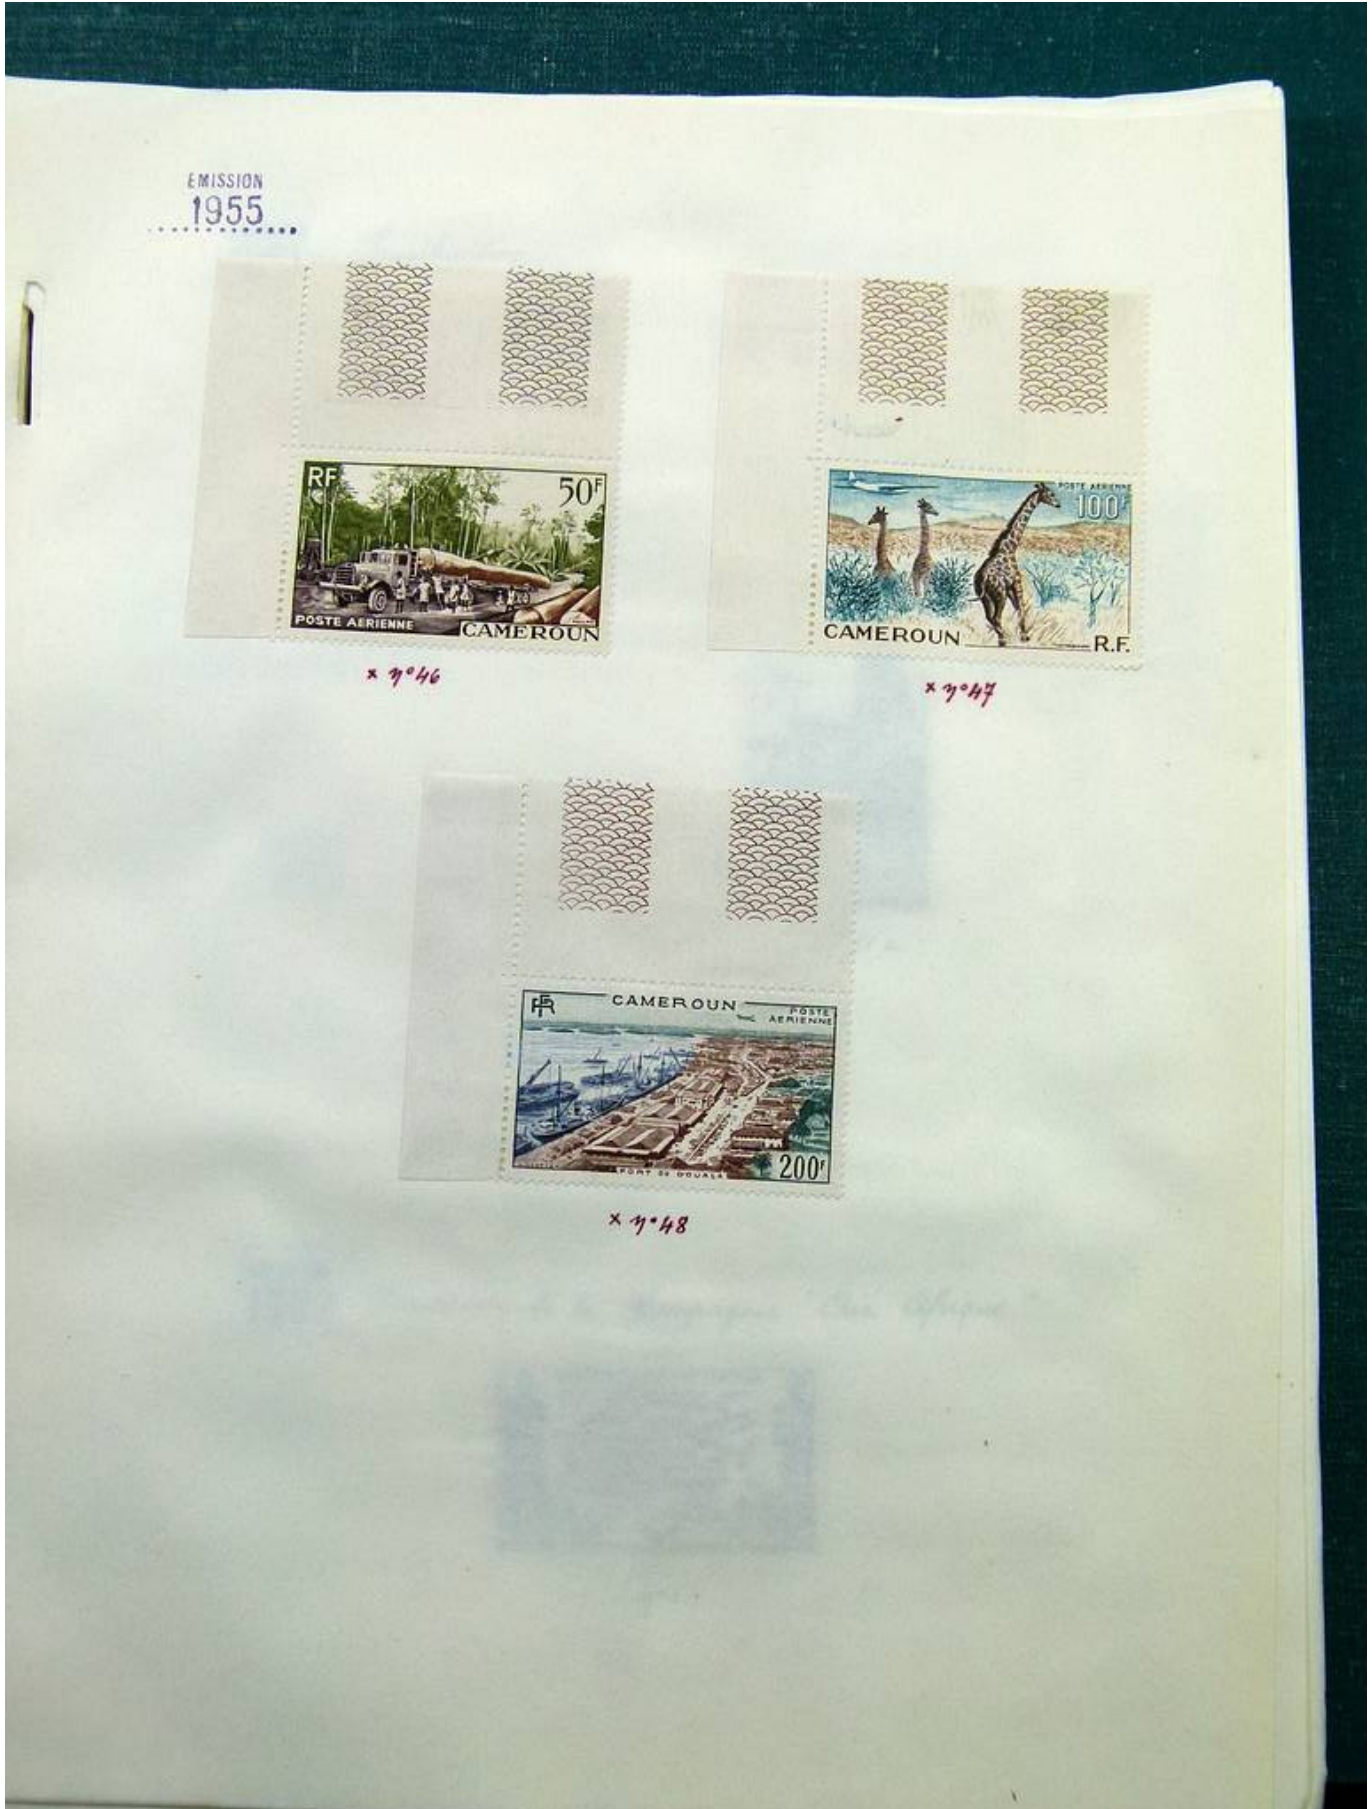 EMISSION
1955
RF
50F
POSTE AERIENNE
CAMEROUN
x n°46
POSTE AERIENNE
100F
CAMEROUN
R.F.
x n°47
RF
CAMEROUN
POSTE
AERIENNE
PORT DE DOUALA
200F
x n°48